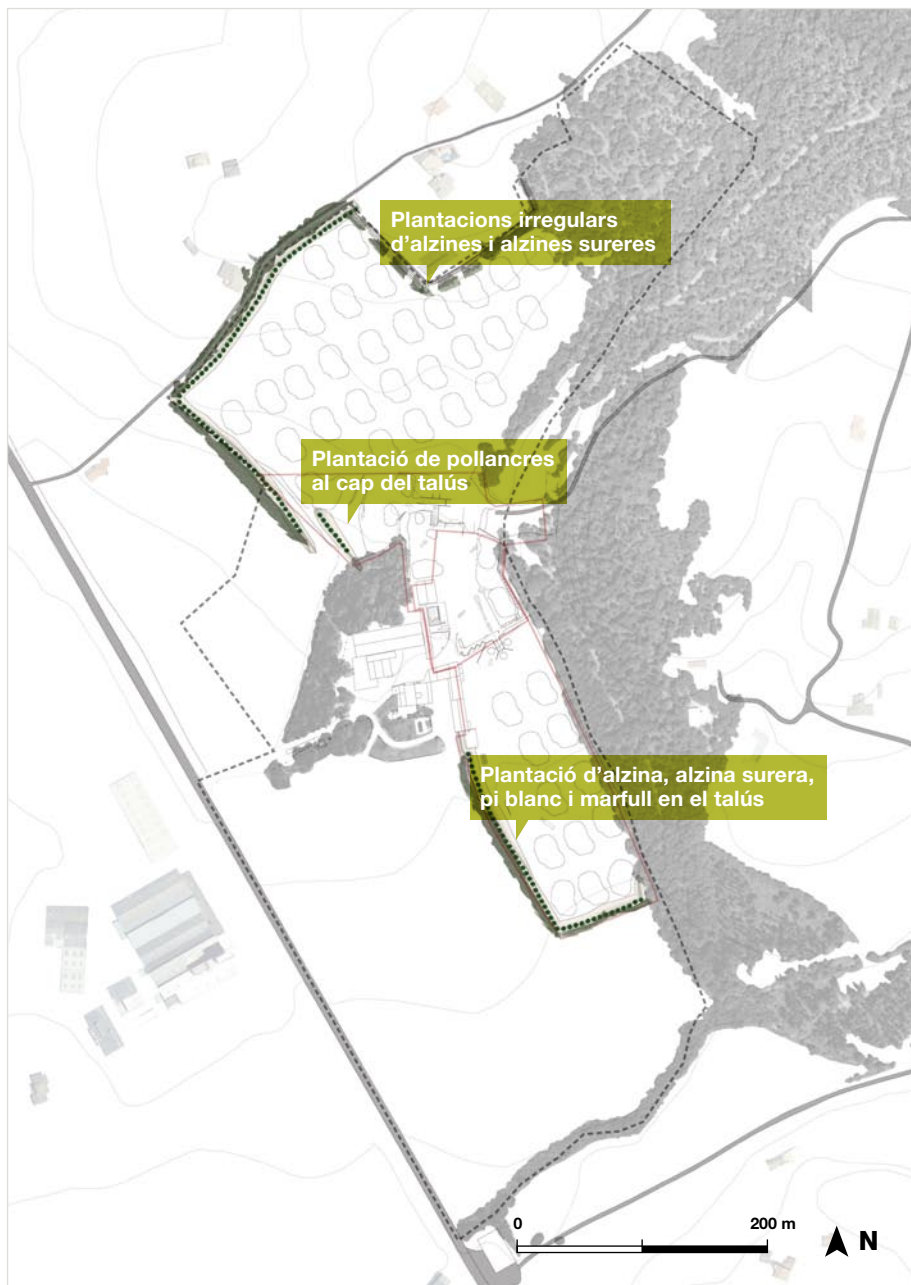 Plantacions irregulars
d'alzines i alzines sureres
Plantació de pollancres
al cap del talús
Plantació d'alzina, alzina surera,
pi blanc i marfull en el talús
0 200 m
N